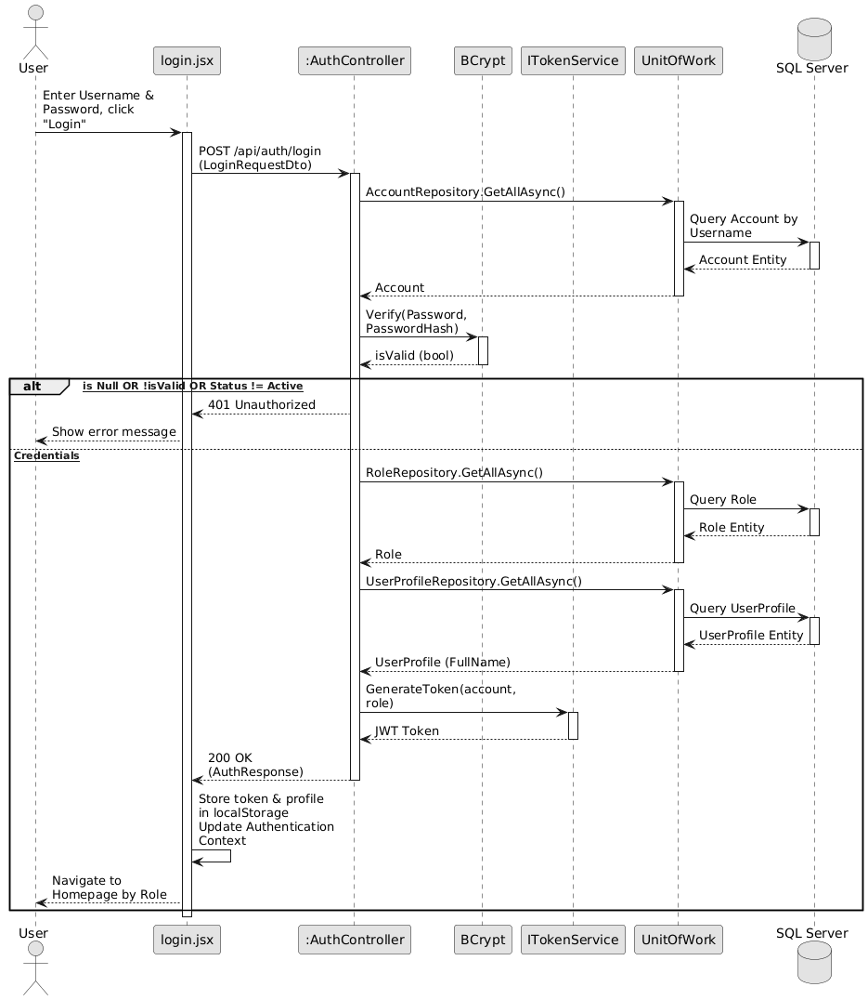 User
login.jsx
:AuthController
BCrypt
ITokenService
UnitOfWork
SQL Server
Enter Username &
Password, click
"Login"
POST /api/auth/login
(LoginRequestDto)
AccountRepository.GetAllAsync()
Query Account by
Username
Account Entity
Account
Verify(Password,
PasswordHash)
isValid (bool)
alt
is Null OR !isValid OR Status != Active
401 Unauthorized
Show error message
Credentials
RoleRepository.GetAllAsync()
Query Role
Role Entity
Role
UserProfileRepository.GetAllAsync()
Query UserProfile
UserProfile Entity
UserProfile (FullName)
GenerateToken(account,
role)
JWT Token
200 OK
(AuthResponse)
Store token & profile
in localStorage
Update Authentication
Context
Navigate to
Homepage by Role
User
login.jsx
:AuthController
BCrypt
ITokenService
UnitOfWork
SQL Server